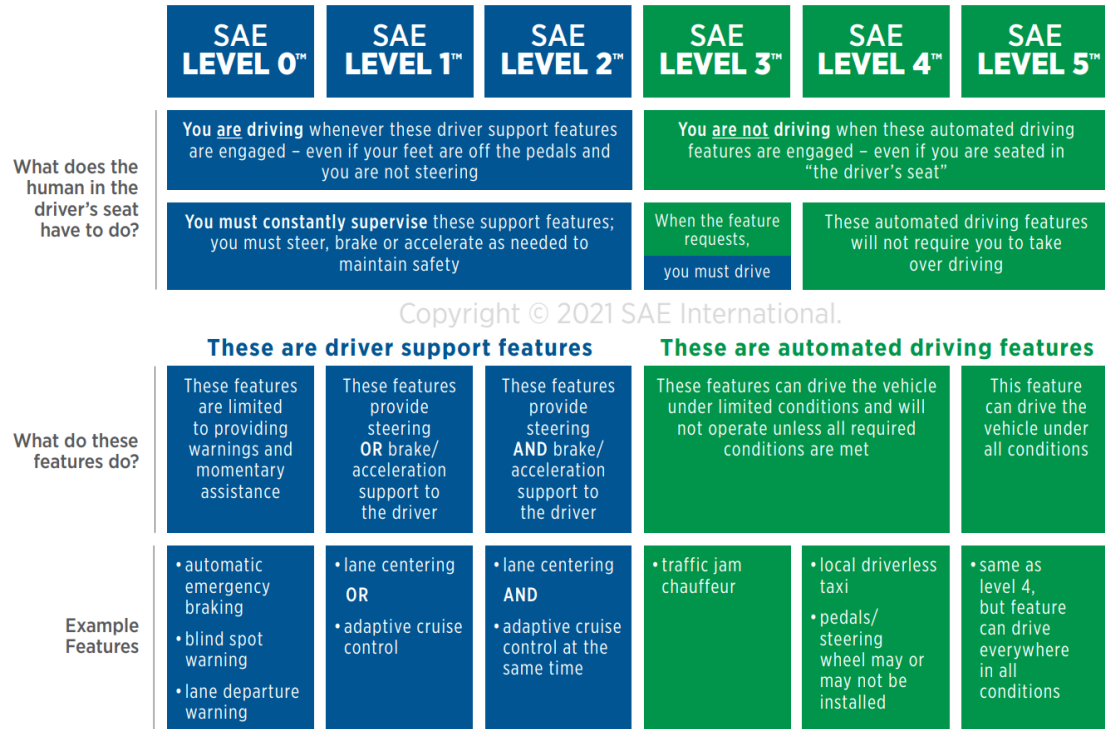 SAE
LEVEL 0™
SAE
LEVEL 1™
SAE
LEVEL 2™
SAE
LEVEL 3™
SAE
LEVEL 4™
SAE
LEVEL 5™
What does the
human in the
driver's seat
have to do?
You are driving whenever these driver support features
are engaged – even if your feet are off the pedals and
you are not steering
You are not driving when these automated driving
features are engaged – even if you are seated in
“the driver's seat”
You must constantly supervise these support features;
you must steer, brake or accelerate as needed to
maintain safety
When the feature
requests,
you must drive
These automated driving features
will not require you to take
over driving
Copyright © 2021 SAE International.
These are driver support features
These are automated driving features
What do these
features do?
These features
are limited
to providing
warnings and
momentary
assistance
These features
provide
steering
OR brake/
acceleration
support to
the driver
These features
provide
steering
AND brake/
acceleration
support to
the driver
These features can drive the vehicle
under limited conditions and will
not operate unless all required
conditions are met
This feature
can drive the
vehicle under
all conditions
Example
Features
• automatic
emergency
braking
• blind spot
warning
• lane departure
warning
• lane centering
OR
• adaptive cruise
control
• lane centering
AND
• adaptive cruise
control at the
same time
• traffic jam
chauffeur
• local driverless
taxi
• pedals/
steering
wheel may or
may not be
installed
• same as
level 4,
but feature
can drive
everywhere
in all
conditions